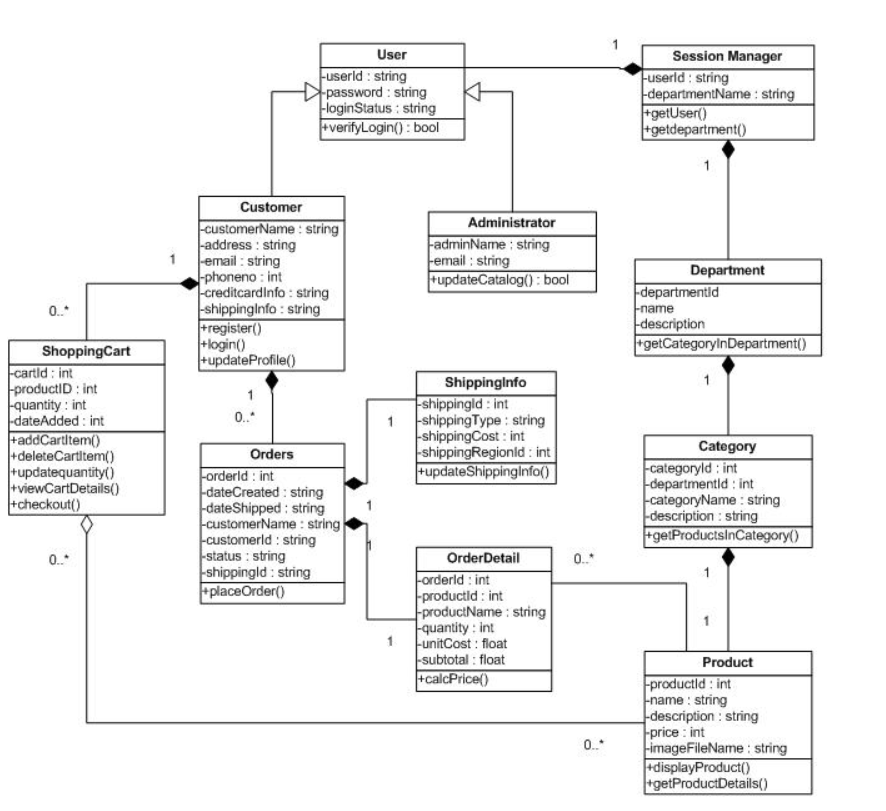 User
-userId : string
-password : string
-loginStatus : string
+verifyLogin() : bool
1
Session Manager
-userId : string
-departmentName : string
+getUser()
+getdepartment()
1
Customer
-customerName : string
-address : string
-email : string
-phoneno : int
-creditcardInfo : string
-shippingInfo : string
+register()
+login()
+updateProfile()
1
0..*
Administrator
-adminName : string
-email : string
+updateCatalog() : bool
Department
-departmentId
-name
-description
+getCategoryInDepartment()
1
ShoppingCart
-cartId : int
-productID : int
-quantity : int
-dateAdded : int
+addCartItem()
+deleteCartItem()
+updatequantity()
+viewCartDetails()
+checkout()
0..*
1
0..*
ShippingInfo
-shippingId : int
-shippingType : string
-shippingCost : int
-shippingRegionId : int
+updateShippingInfo()
1
1
Orders
-orderId : int
-dateCreated : string
-dateShipped : string
-customerName : string
-customerId : string
-status : string
-shippingId : string
+placeOrder()
1
1
Category
-categoryId : int
-departmentId : int
-categoryName : string
-description : string
+getProductsInCategory()
1
1
OrderDetail
-orderId : int
-productId : int
-productName : string
-quantity : int
-unitCost : float
-subtotal : float
+calcPrice()
0..*
Product
-productId : int
-name : string
-description : string
-price : int
-imageFileName : string
+displayProduct()
+getProductDetails()
0..*